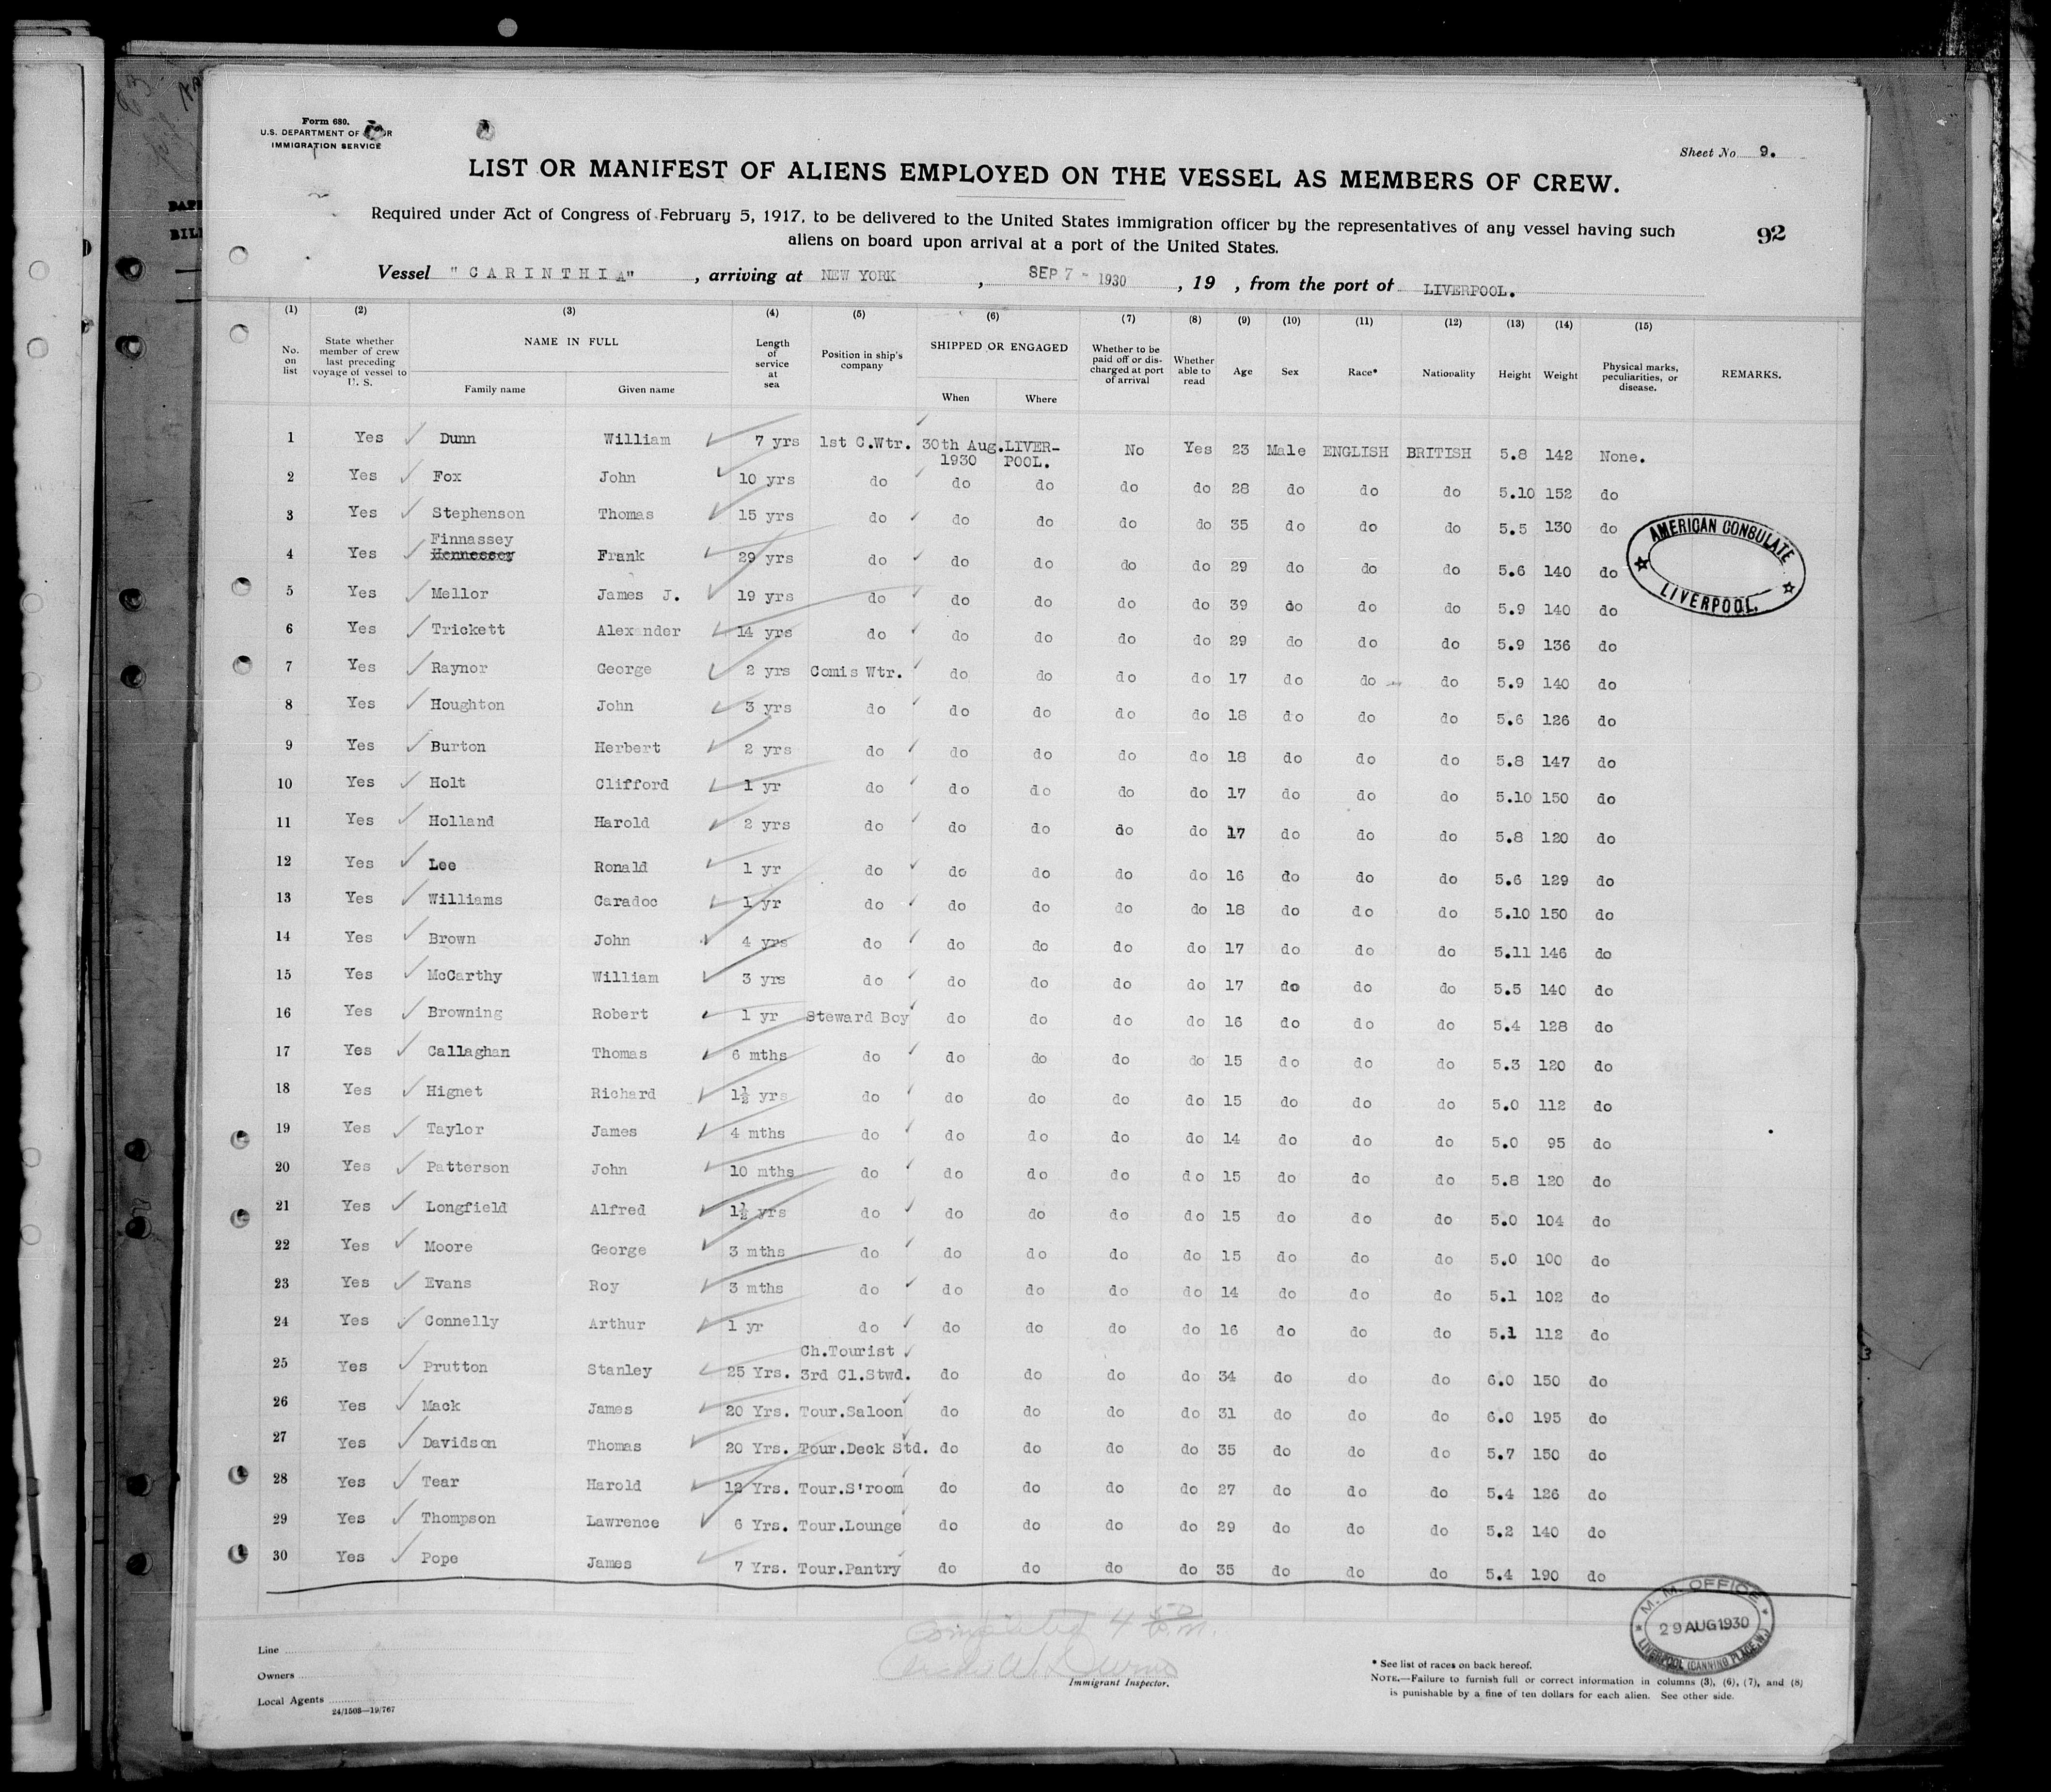 Form 680.
U.S. DEPARTMENT OF
IMMIGRATION SERVICE
Sheet No 9.
LIST OR MANIFEST OF ALIENS EMPLOYED ON THE VESSEL AS MEMBERS OF CREW.
Required under Act of Congress of February 5, 1917, to be delivered to the United States immigration officer by the representatives of any vessel having such
aliens on board upon arrival at a port of the United States.
92
Vessel "CARINTHIA", arriving at NEW YORK, SEP 7 - 1930, 19 , from the port of LIVERPOOL.
(1) (2) (3) (4) (5) (6) (7) (8) (9) (10) (11) (12) (13) (14) (15)
No. on list State whether member of crew last preceding voyage of vessel to U. S. NAME IN FULL Family name Given name Length of service at sea Position in ship's company SHIPPED OR ENGAGED When Where Whether to be paid off or discharged at port of arrival Whether able to read Age Sex Race* Nationality Height Weight Physical marks, peculiarities, or disease. REMARKS.
1 Yes Dunn William 7 yrs 1st C.Wtr. 30th Aug. 1930 LIVER-POOL. No Yes 23 Male ENGLISH BRITISH 5.8 142 None.
2 Yes Fox John 10 yrs do do do do do 28 do do do 5.10 152 do
3 Yes Stephenson Thomas 15 yrs do do do do do 35 do do do 5.5 130 do
Finnassey
4 Yes Hennessey Frank 29 yrs do do do do do 29 do do do 5.6 140 do
5 Yes Mellor James J. 19 yrs do do do do do 39 do do do 5.9 140 do
6 Yes Trickett Alexander 14 yrs do do do do do 29 do do do 5.9 136 do
7 Yes Raynor George 2 yrs Comis Wtr. do do do do 17 do do do 5.9 140 do
8 Yes Houghton John 3 yrs do do do do do 18 do do do 5.6 126 do
9 Yes Burton Herbert 2 yrs do do do do do 18 do do do 5.8 147 do
10 Yes Holt Clifford 1 yr do do do do do 17 do do do 5.10 150 do
11 Yes Holland Harold 2 yrs do do do do do 17 do do do 5.8 120 do
12 Yes Lee Ronald 1 yr do do do do do 16 do do do 5.6 129 do
13 Yes Williams Caradoc 1 yr do do do do do 18 do do do 5.10 150 do
14 Yes Brown John 4 yrs do do do do do 17 do do do 5.11 146 do
15 Yes McCarthy William 3 yrs do do do do do 17 do do do 5.5 140 do
16 Yes Browning Robert 1 yr Steward Boy do do do do 16 do do do 5.4 128 do
17 Yes Callaghan Thomas 6 mths do do do do do 15 do do do 5.3 120 do
18 Yes Hignet Richard 1½ yrs do do do do do 15 do do do 5.0 112 do
19 Yes Taylor James 4 mths do do do do do 14 do do do 5.0 95 do
20 Yes Patterson John 10 mths do do do do do 15 do do do 5.8 120 do
21 Yes Longfield Alfred 1½ yrs do do do do do 15 do do do 5.0 104 do
22 Yes Moore George 3 mths do do do do do 15 do do do 5.0 100 do
23 Yes Evans Roy 3 mths do do do do do 14 do do do 5.1 102 do
24 Yes Connelly Arthur 1 yr do do do do do 16 do do do 5.1 112 do
Ch.Tourist
25 Yes Prutton Stanley 25 Yrs. 3rd Cl.Stwd. do do do do 34 do do do 6.0 150 do
26 Yes Mack James 20 Yrs. Tour.Saloon do do do do 31 do do do 6.0 195 do
27 Yes Davidson Thomas 20 Yrs. Tour.Deck Std. do do do do 35 do do do 5.7 150 do
28 Yes Tear Harold 12 Yrs. Tour.S'room do do do do 27 do do do 5.4 126 do
29 Yes Thompson Lawrence 6 Yrs. Tour.Lounge do do do do 29 do do do 5.2 140 do
30 Yes Pope James 7 Yrs. Tour.Pantry do do do do 35 do do do 5.4 190 do
AMERICAN CONSULATE
LIVERPOOL.
M. M. OFFICE
29 AUG 1930
LIVERPOOL (CANNING PLACE, W.)
Completed 4 50 P.m.
Immigrant Inspector.
Line
Owners
Local Agents
24/1503—19/767
* See list of races on back hereof.
NOTE.—Failure to furnish full or correct information in columns (3), (6), (7), and (8)
is punishable by a fine of ten dollars for each alien. See other side.